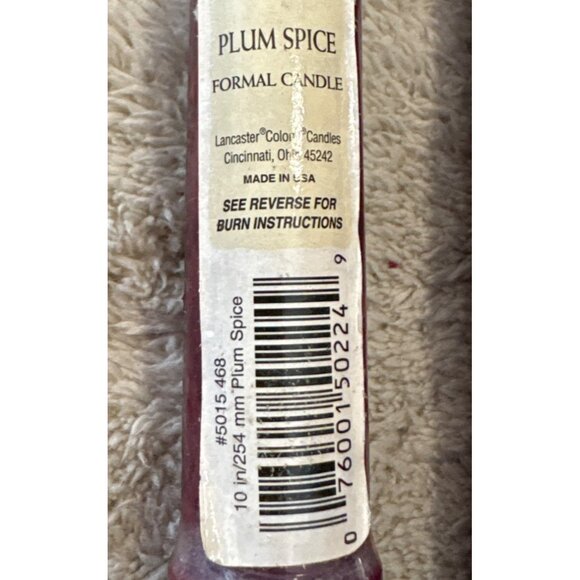 PLUM SPICE
FORMAL CANDLE
Lancaster®Colony®Candles
Cincinnati, Ohio 45242
MADE IN USA
SEE REVERSE FOR
BURN INSTRUCTIONS
#5015 468
10 in/254 mm Plum Spice
0 76001 50224 9